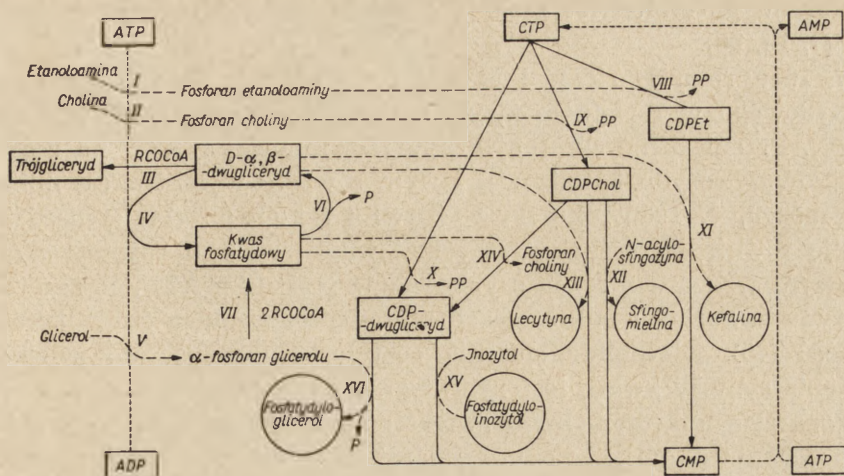 ATP
CTP
AMP
Etanoloamina
I
Fosforan etanoloaminy
VIII
PP
Cholina
II
Fosforan choliny
IX
PP
CDPEt
Trójgliceryd
RCOCoA
III
D-α,β-
-dwugliceryd
CDPChol
IV
VI
P
Kwas
fosfatydowy
XIV
Fosforan
choliny
N-acylo-
sfingozyna
XI
X
PP
XIII
XII
VII
2RCOCoA
CDP-
-dwugliceryd
Lecytyna
Sfingo-
mielina
Kefalina
Glicerol
V
α-fosforan glicerolu
Jnozytol
XVI
XV
Fosfatydylo-
glicerol
Fosfatydylo-
inozytol
P
ADP
CMP
ATP